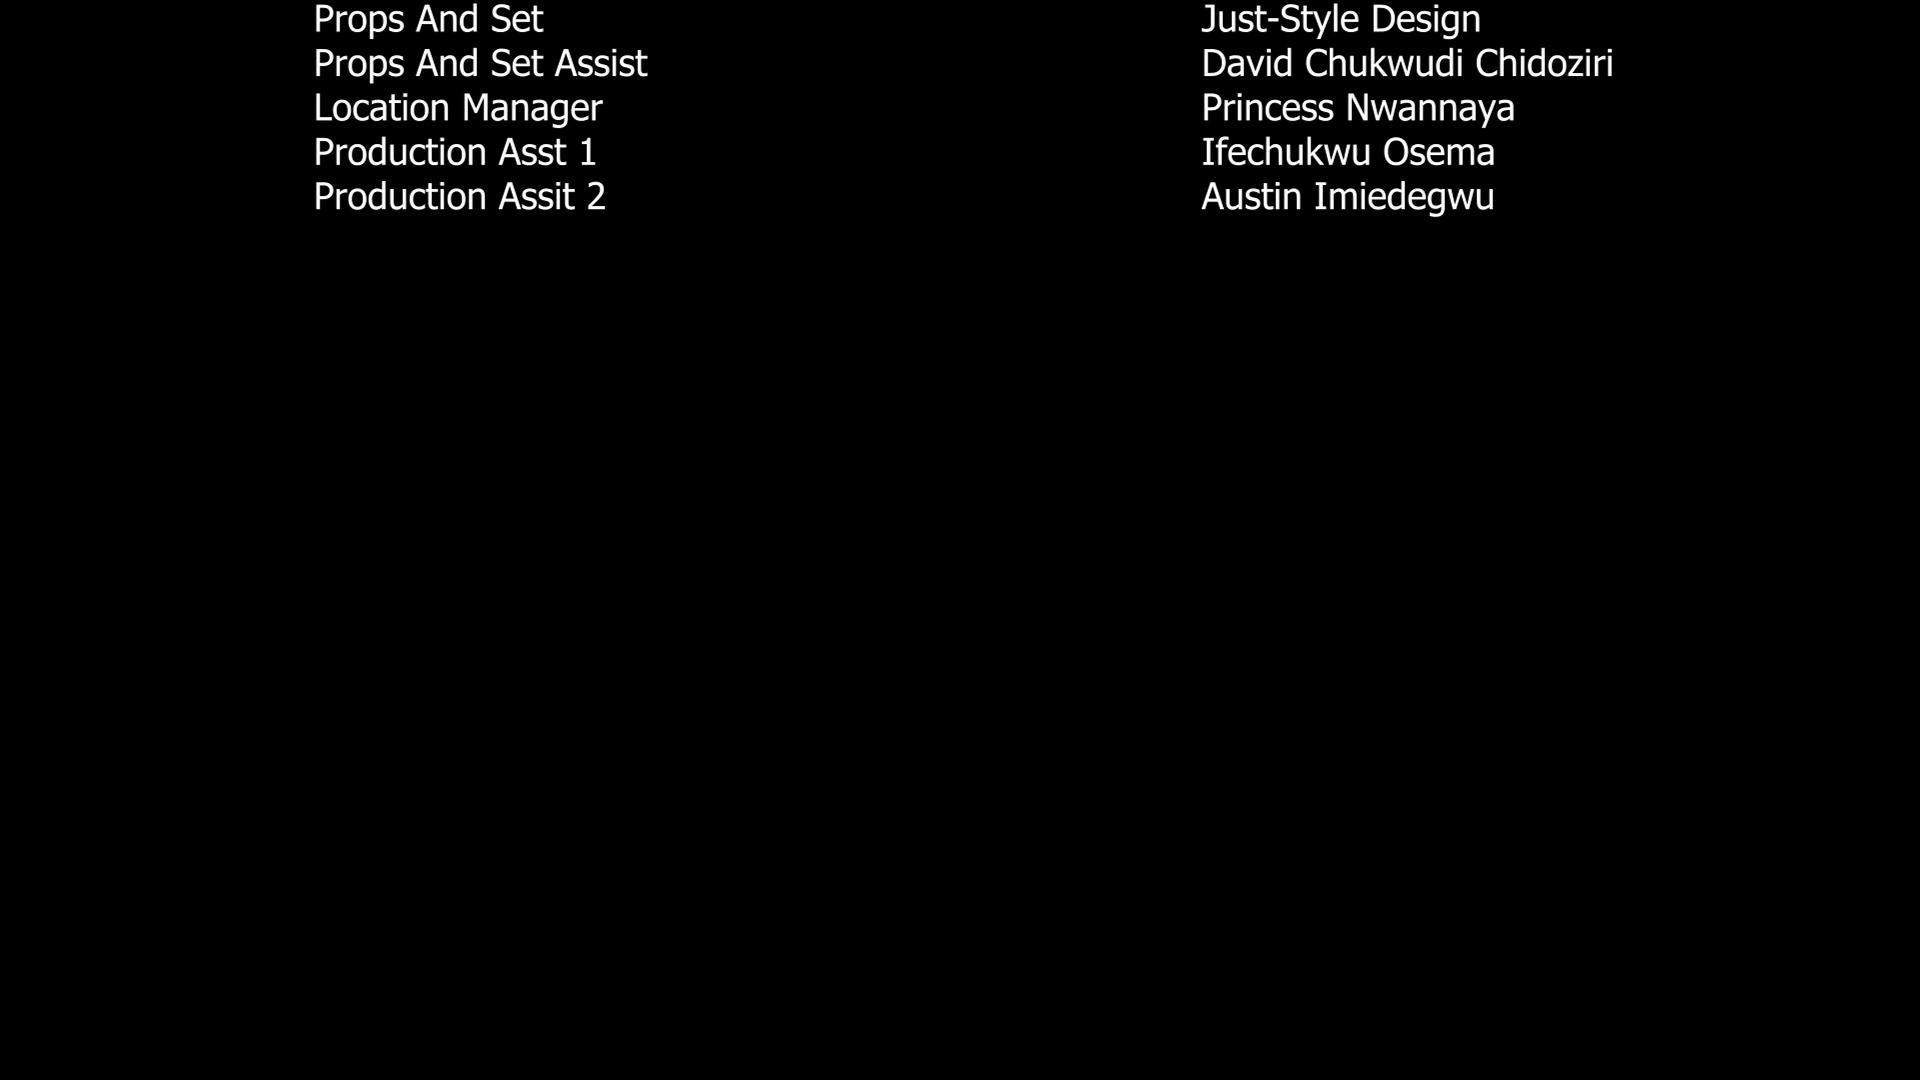 Props And Set Just-Style Design
Props And Set Assist David Chukwudi Chidoziri
Location Manager Princess Nwannaya
Production Asst 1 Ifechukwu Osema
Production Assit 2 Austin Imiedegwu